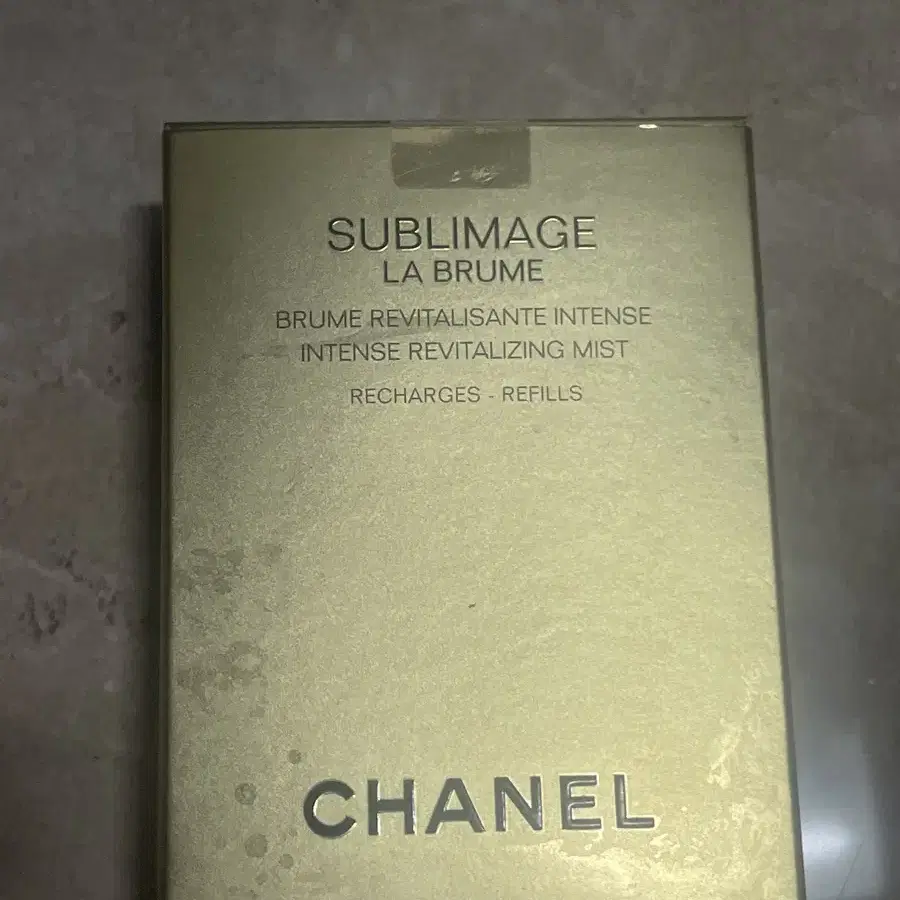 SUBLIMAGE
LA BRUME
BRUME REVITALISANTE INTENSE
INTENSE REVITALIZING MIST
RECHARGES - REFILLS
CHANEL